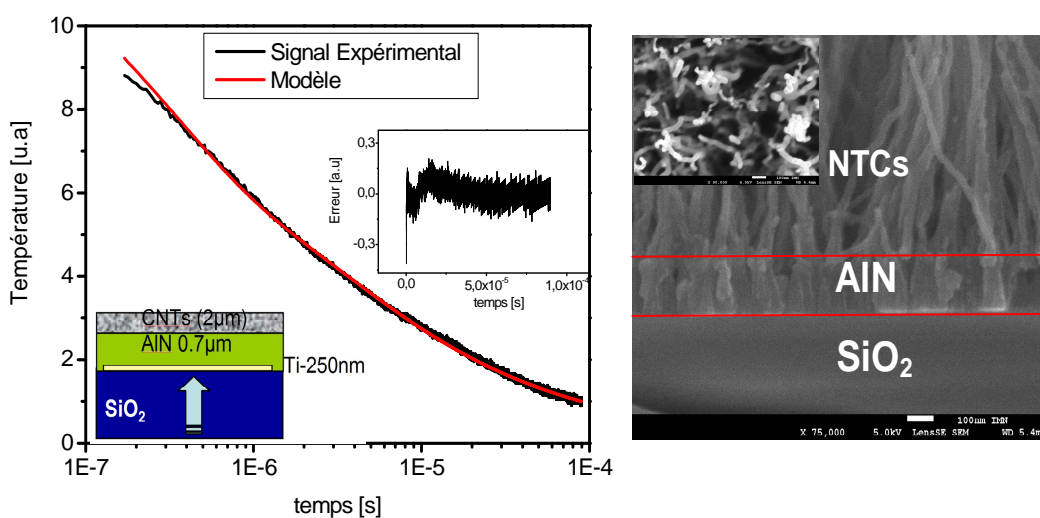 10
8
6
4
2
0
Température [u.a]
1E-7
1E-6
1E-5
1E-4
temps [s]
Signal Expérimental
Modèle
0,3
0,0
-0,3
Erreur [a.u]
0,0
5,0x10-5
1,0x10-4
temps [s]
CNTs (2µm)
AlN 0.7µm
Ti-250nm
SiO2
NTCs
AlN
SiO2
100nm IMN
X 75,000 5.0kV LensSE SEM WD 5.4m